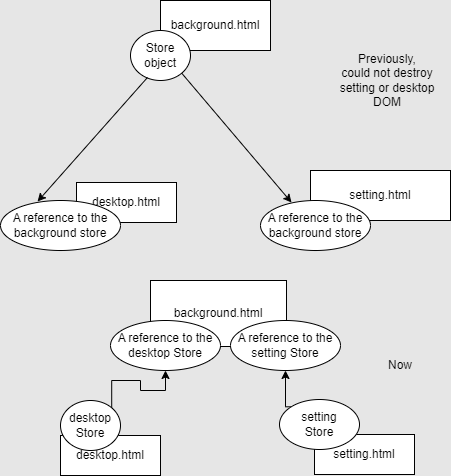 background.html
Store
object
Previously,
could not destroy
setting or desktop
DOM
desktop.html
A reference to the
background store
setting.html
A reference to the
background store
background.html
A reference to the
desktop Store
A reference to the
setting Store
Now
desktop
Store
desktop.html
setting
Store
setting.html